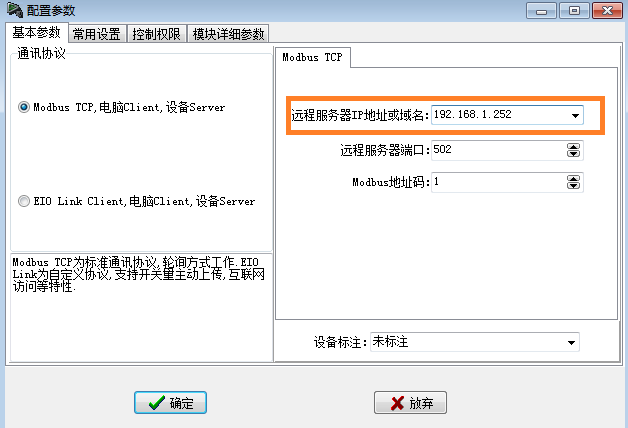 配置参数
基本参数 常用设置 控制权限 模块详细参数
通讯协议
Modbus TCP,电脑Client,设备Server
EIO Link Client,电脑Client,设备Server
Modbus TCP为标准通讯协议,轮询方式工作.EIO
Link为自定义协议,支持开关量主动上传,互联网
访问等特性.
Modbus TCP
远程服务器IP地址或域名: 192.168.1.252
远程服务器端口: 502
Modbus地址码: 1
设备标注: 未标注
确定
放弃